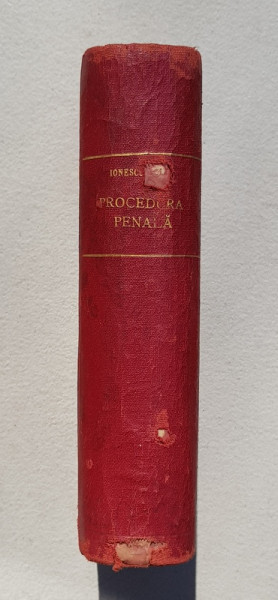 IONESCU
PROCEDURA
PENALĂ